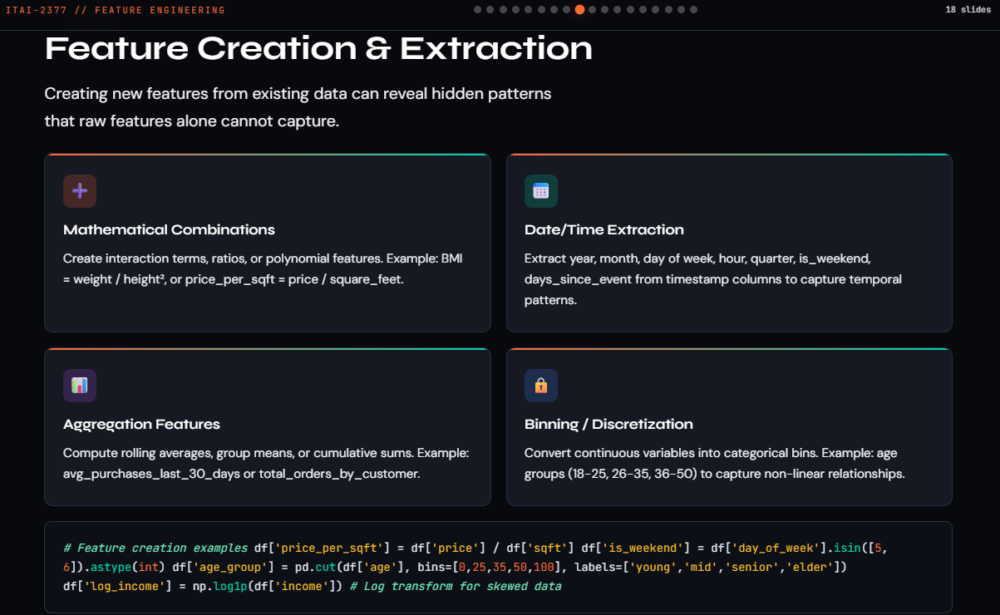 ITAI-2377 // FEATURE ENGINEERING
18 slides
Feature Creation & Extraction
Creating new features from existing data can reveal hidden patterns
that raw features alone cannot capture.
Mathematical Combinations
Create interaction terms, ratios, or polynomial features. Example: BMI
= weight / height², or price_per_sqft = price / square_feet.
Date/Time Extraction
Extract year, month, day of week, hour, quarter, is_weekend,
days_since_event from timestamp columns to capture temporal
patterns.
Aggregation Features
Compute rolling averages, group means, or cumulative sums. Example:
avg_purchases_last_30_days or total_orders_by_customer.
Binning / Discretization
Convert continuous variables into categorical bins. Example: age
groups (18-25, 26-35, 36-50) to capture non-linear relationships.
# Feature creation examples df['price_per_sqft'] = df['price'] / df['sqft'] df['is_weekend'] = df['day_of_week'].isin([5,
6]).astype(int) df['age_group'] = pd.cut(df['age'], bins=[0,25,35,50,100], labels=['young','mid','senior','elder'])
df['log_income'] = np.log1p(df['income']) # Log transform for skewed data